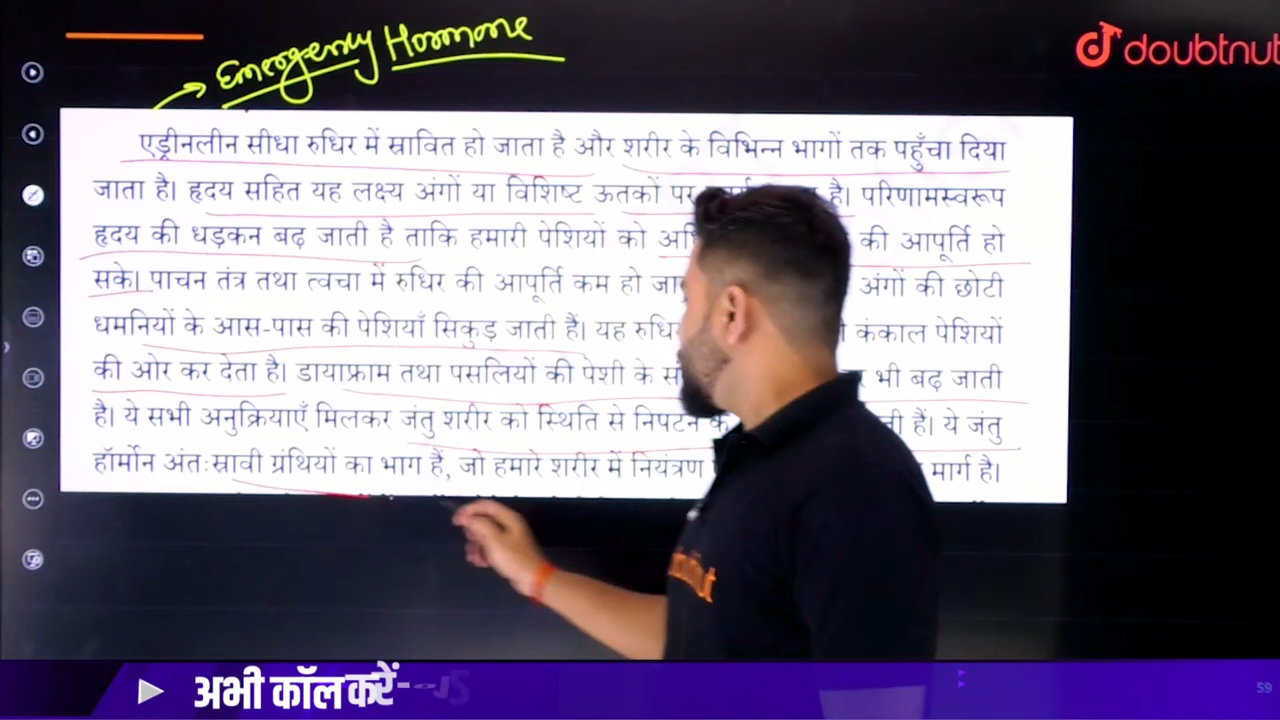 Emergency Hormone
doubtnut
एड्रीनलीन सीधा रुधिर में स्रावित हो जाता है और शरीर के विभिन्न भागों तक पहुँचा दिया
जाता है। हृदय सहित यह लक्ष्य अंगों या विशिष्ट ऊतकों पर है। परिणामस्वरूप
हृदय की धड़कन बढ़ जाती है ताकि हमारी पेशियों को की आपूर्ति हो
सके। पाचन तंत्र तथा त्वचा में रुधिर की आपूर्ति कम हो अंगों की छोटी
धमनियों के आस-पास की पेशियाँ सिकुड़ जाती हैं। यह कंकाल पेशियों
की ओर कर देता है। डायाफ्राम तथा पसलियों की पेशी के भी बढ़ जाती
है। ये सभी अनुक्रियाएँ मिलकर जंतु शरीर को स्थिति से निपटने हैं। ये जंतु
हॉर्मोन अंतःस्रावी ग्रंथियों का भाग हैं, जो हमारे शरीर में नियंत्रण मार्ग है।
अभी कॉल करें-
59